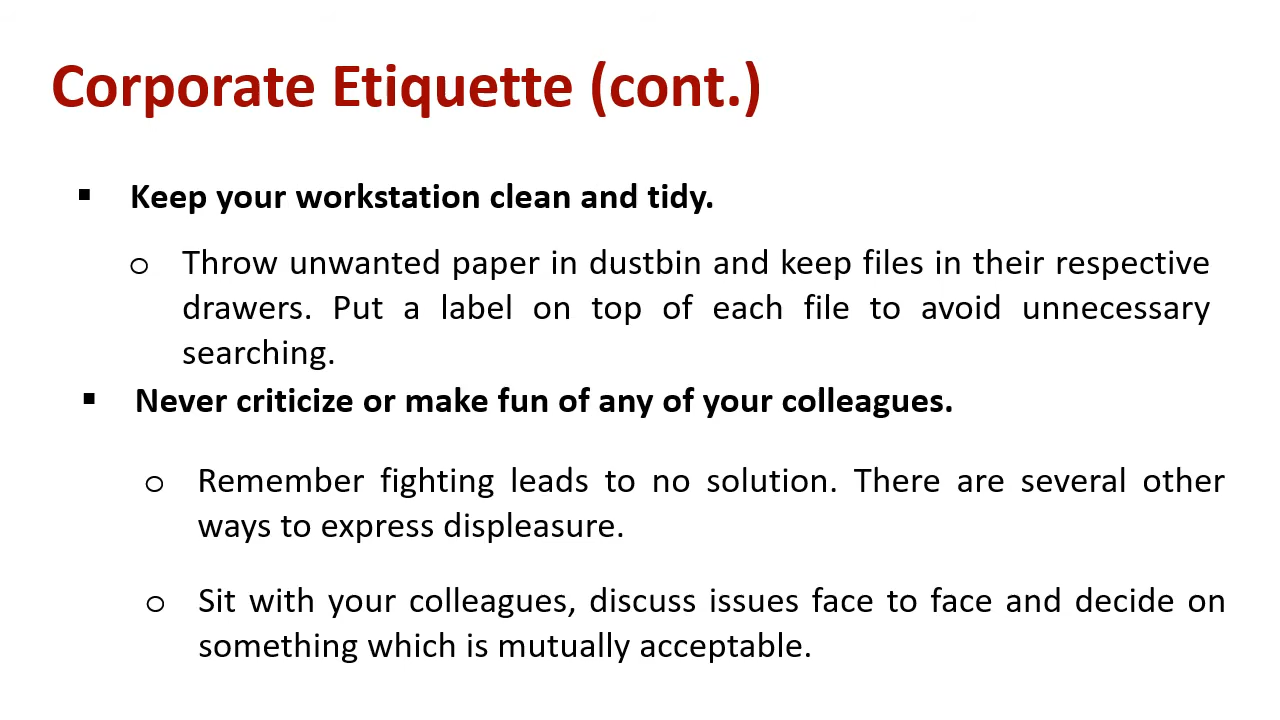 Corporate Etiquette (cont.)
▪ Keep your workstation clean and tidy.
o Throw unwanted paper in dustbin and keep files in their respective
drawers. Put a label on top of each file to avoid unnecessary
searching.
▪ Never criticize or make fun of any of your colleagues.
o Remember fighting leads to no solution. There are several other
ways to express displeasure.
o Sit with your colleagues, discuss issues face to face and decide on
something which is mutually acceptable.